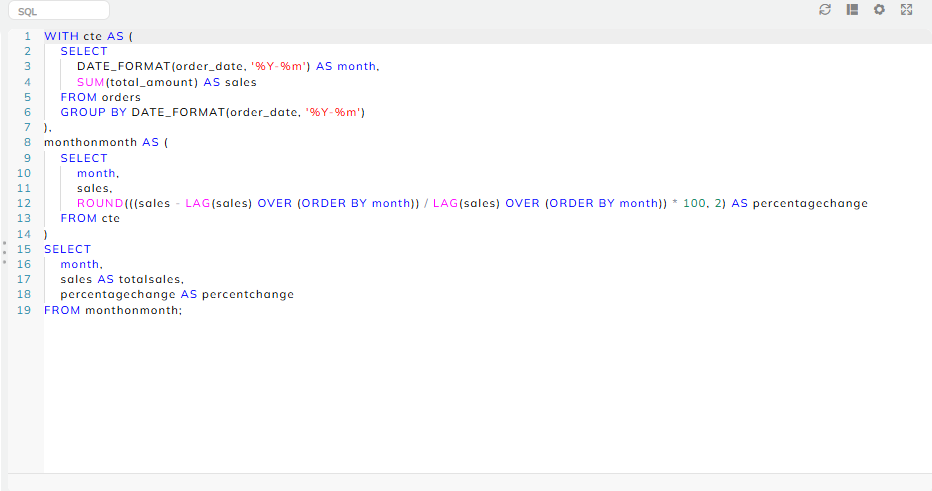 SQL
1 WITH cte AS (
2 SELECT
3 DATE_FORMAT(order_date, '%Y-%m') AS month,
4 SUM(total_amount) AS sales
5 FROM orders
6 GROUP BY DATE_FORMAT(order_date, '%Y-%m')
7 ),
8 monthonmonth AS (
9 SELECT
10 month,
11 sales,
12 ROUND(((sales - LAG(sales) OVER (ORDER BY month)) / LAG(sales) OVER (ORDER BY month)) * 100, 2) AS percentagechange
13 FROM cte
14 )
15 SELECT
16 month,
17 sales AS totalsales,
18 percentagechange AS percentchange
19 FROM monthonmonth;